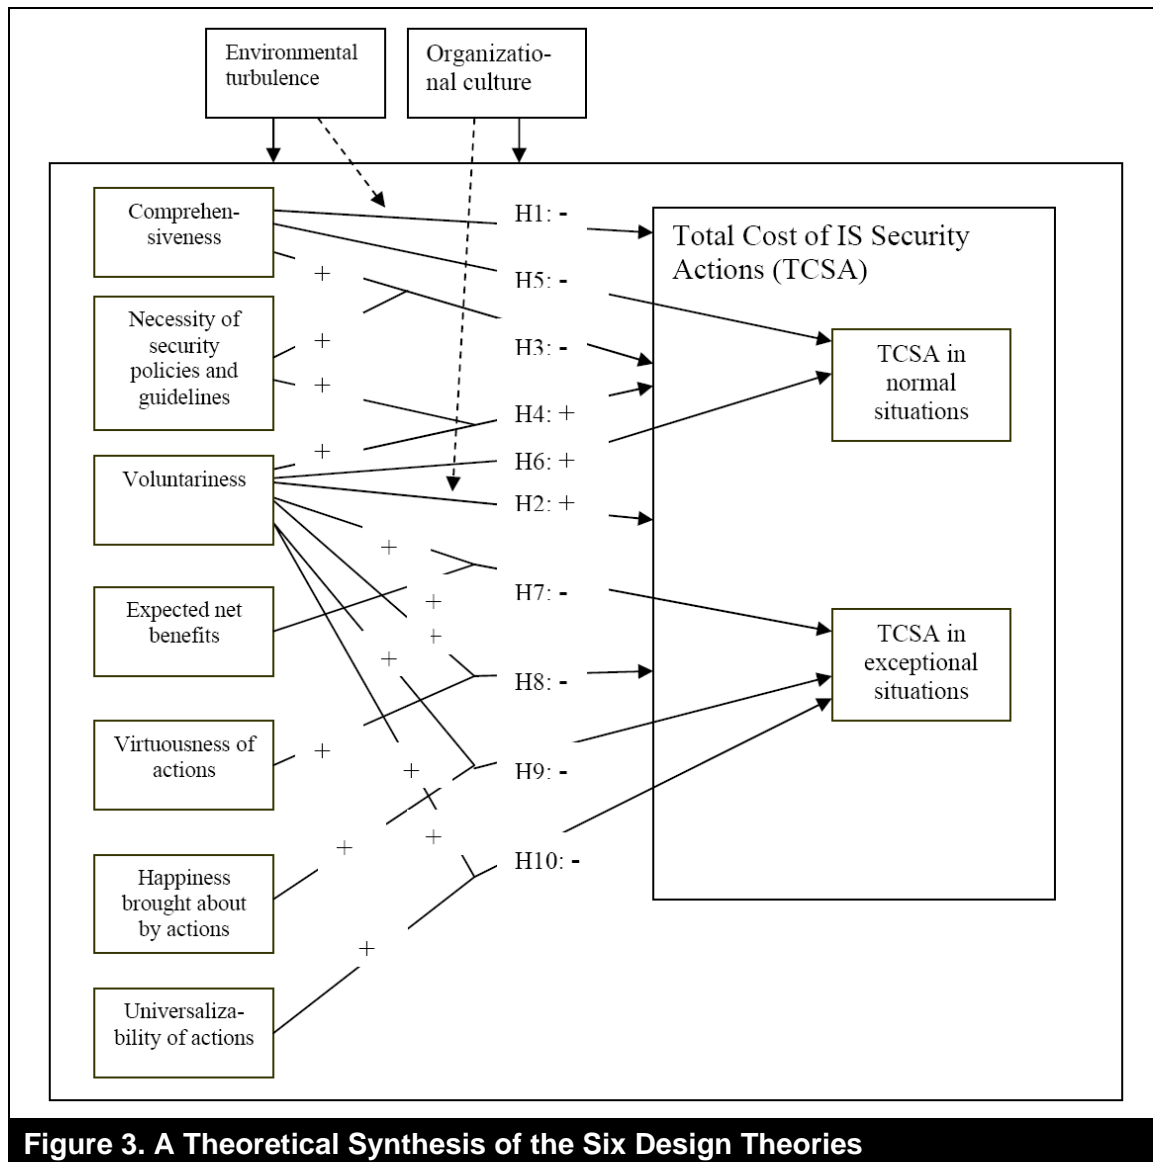 Environmental
turbulence
Organizatio-
nal culture
Comprehen-
siveness
Necessity of
security
policies and
guidelines
Voluntariness
Expected net
benefits
Virtuousness of
actions
Happiness
brought about
by actions
Universaliza-
bility of actions
+
+
+
+
+
+
+
+
+
+
+
+
+
H1: -
H5: -
H3: -
H4: +
H6: +
H2: +
H7: -
H8: -
H9: -
H10: -
Total Cost of IS Security
Actions (TCSA)
TCSA in
normal
situations
TCSA in
exceptional
situations
Figure 3. A Theoretical Synthesis of the Six Design Theories